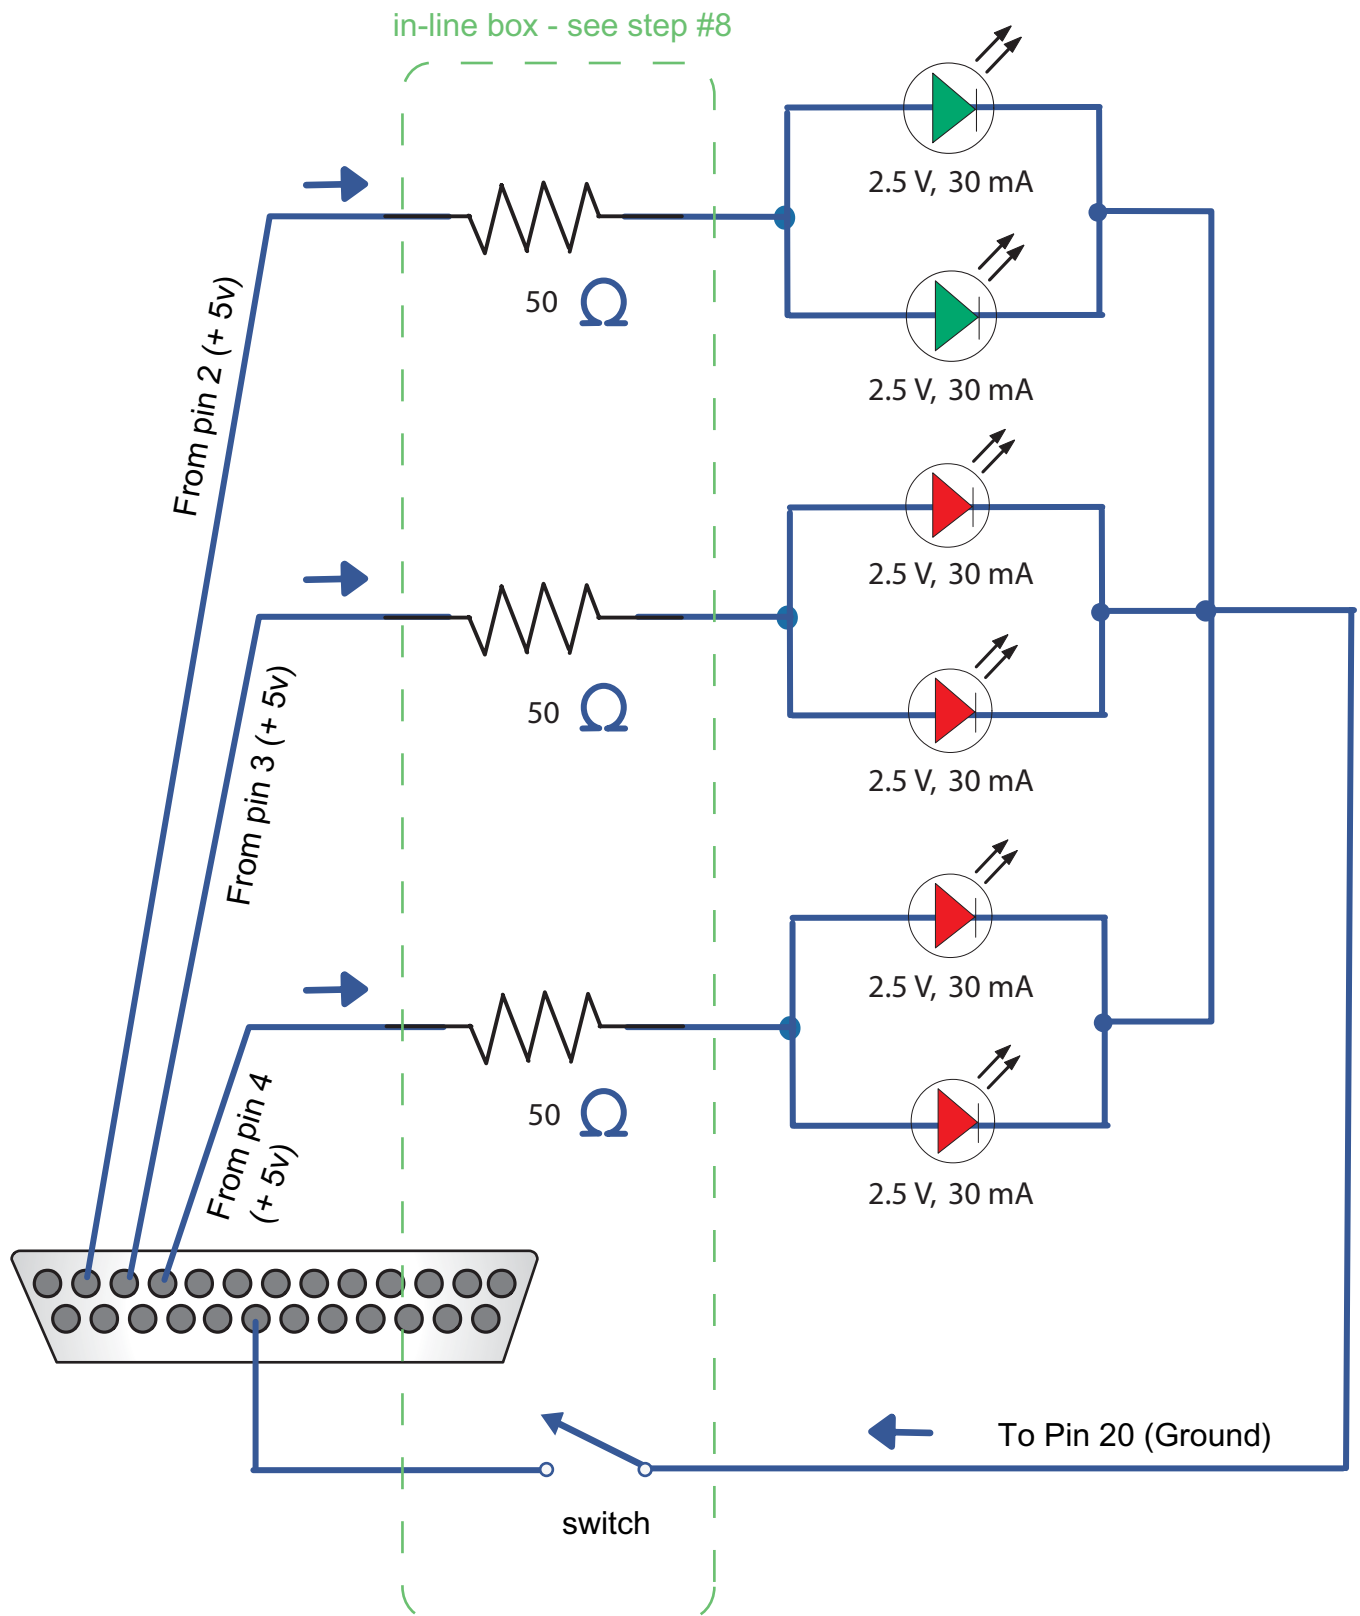 in-line box - see step #8
2.5 V, 30 mA
From pin 2 (+ 5v)
50 Ω
2.5 V, 30 mA
2.5 V, 30 mA
From pin 3 (+ 5v)
50 Ω
2.5 V, 30 mA
2.5 V, 30 mA
From pin 4
(+ 5v)
50 Ω
2.5 V, 30 mA
To Pin 20 (Ground)
switch